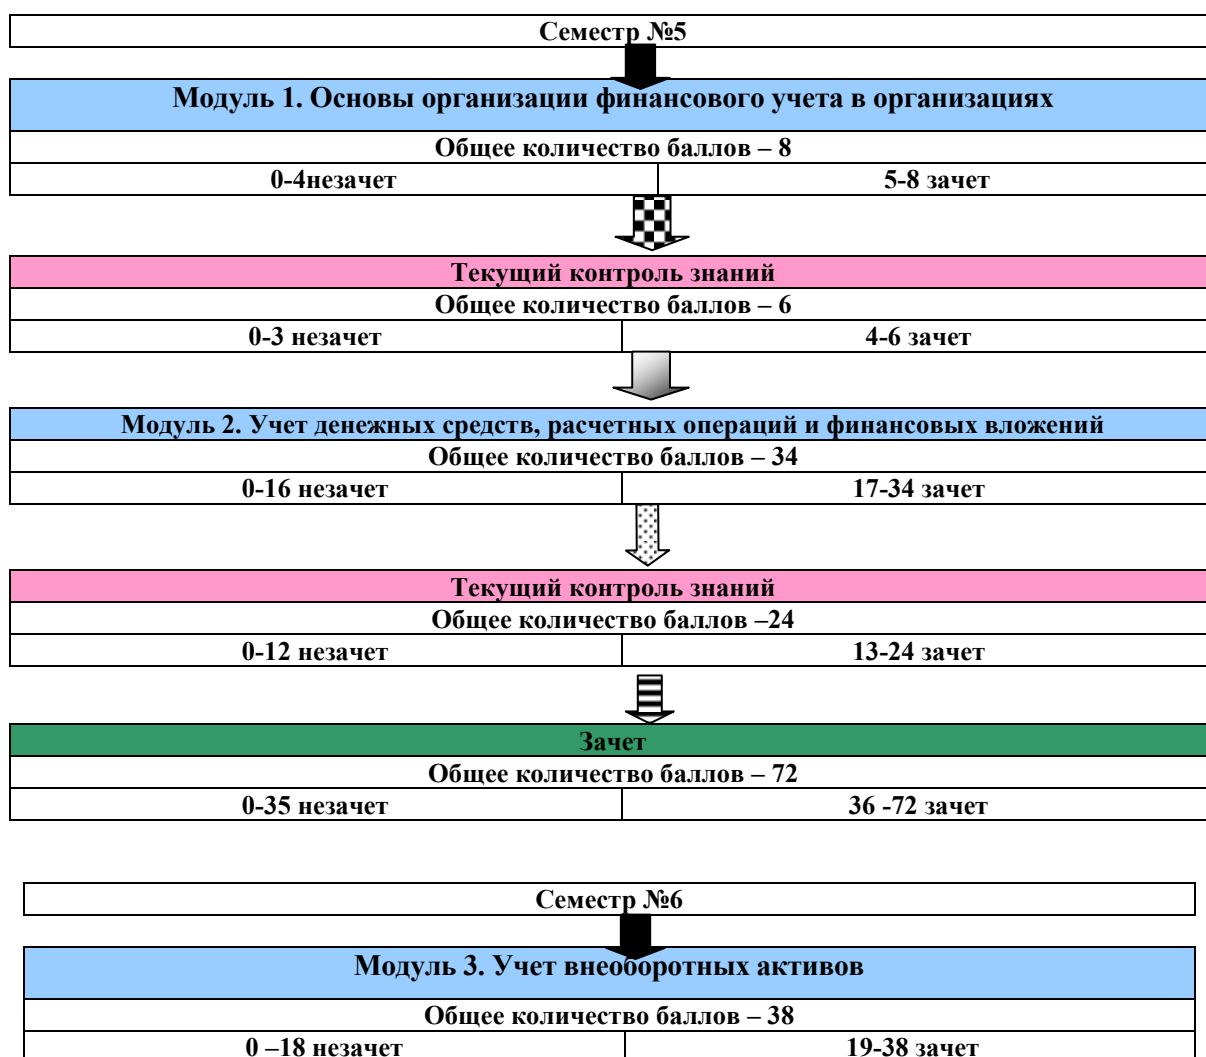 Семестр №5
Модуль 1. Основы организации финансового учета в организациях
Общее количество баллов – 8
0-4незачет 5-8 зачет
Текущий контроль знаний
Общее количество баллов – 6
0-3 незачет 4-6 зачет
Модуль 2. Учет денежных средств, расчетных операций и финансовых вложений
Общее количество баллов – 34
0-16 незачет 17-34 зачет
Текущий контроль знаний
Общее количество баллов –24
0-12 незачет 13-24 зачет
Зачет
Общее количество баллов – 72
0-35 незачет 36 -72 зачет
Семестр №6
Модуль 3. Учет внеоборотных активов
Общее количество баллов – 38
0 –18 незачет 19-38 зачет